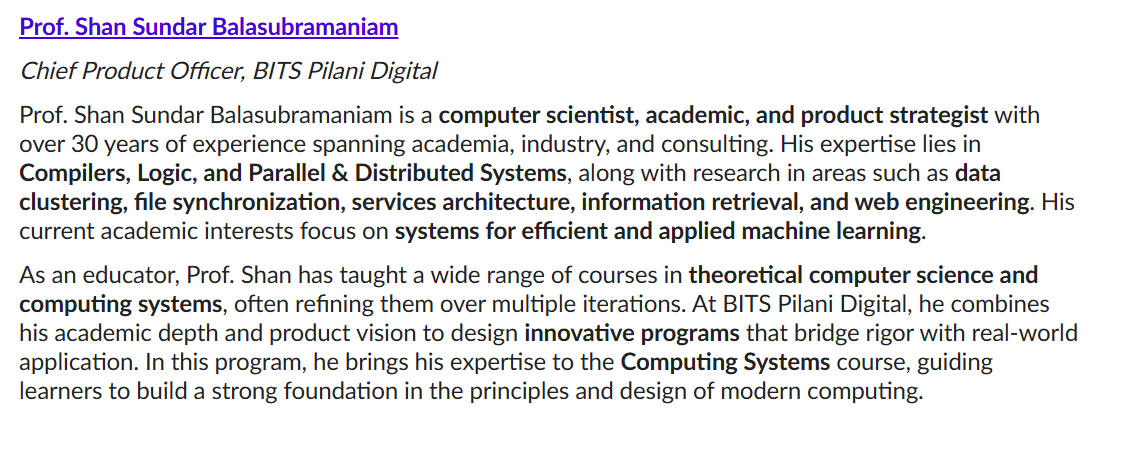 Prof. Shan Sundar Balasubramaniam
Chief Product Officer, BITS Pilani Digital
Prof. Shan Sundar Balasubramaniam is a computer scientist, academic, and product strategist with
over 30 years of experience spanning academia, industry, and consulting. His expertise lies in
Compilers, Logic, and Parallel & Distributed Systems, along with research in areas such as data
clustering, file synchronization, services architecture, information retrieval, and web engineering. His
current academic interests focus on systems for efficient and applied machine learning.
As an educator, Prof. Shan has taught a wide range of courses in theoretical computer science and
computing systems, often refining them over multiple iterations. At BITS Pilani Digital, he combines
his academic depth and product vision to design innovative programs that bridge rigor with real-world
application. In this program, he brings his expertise to the Computing Systems course, guiding
learners to build a strong foundation in the principles and design of modern computing.